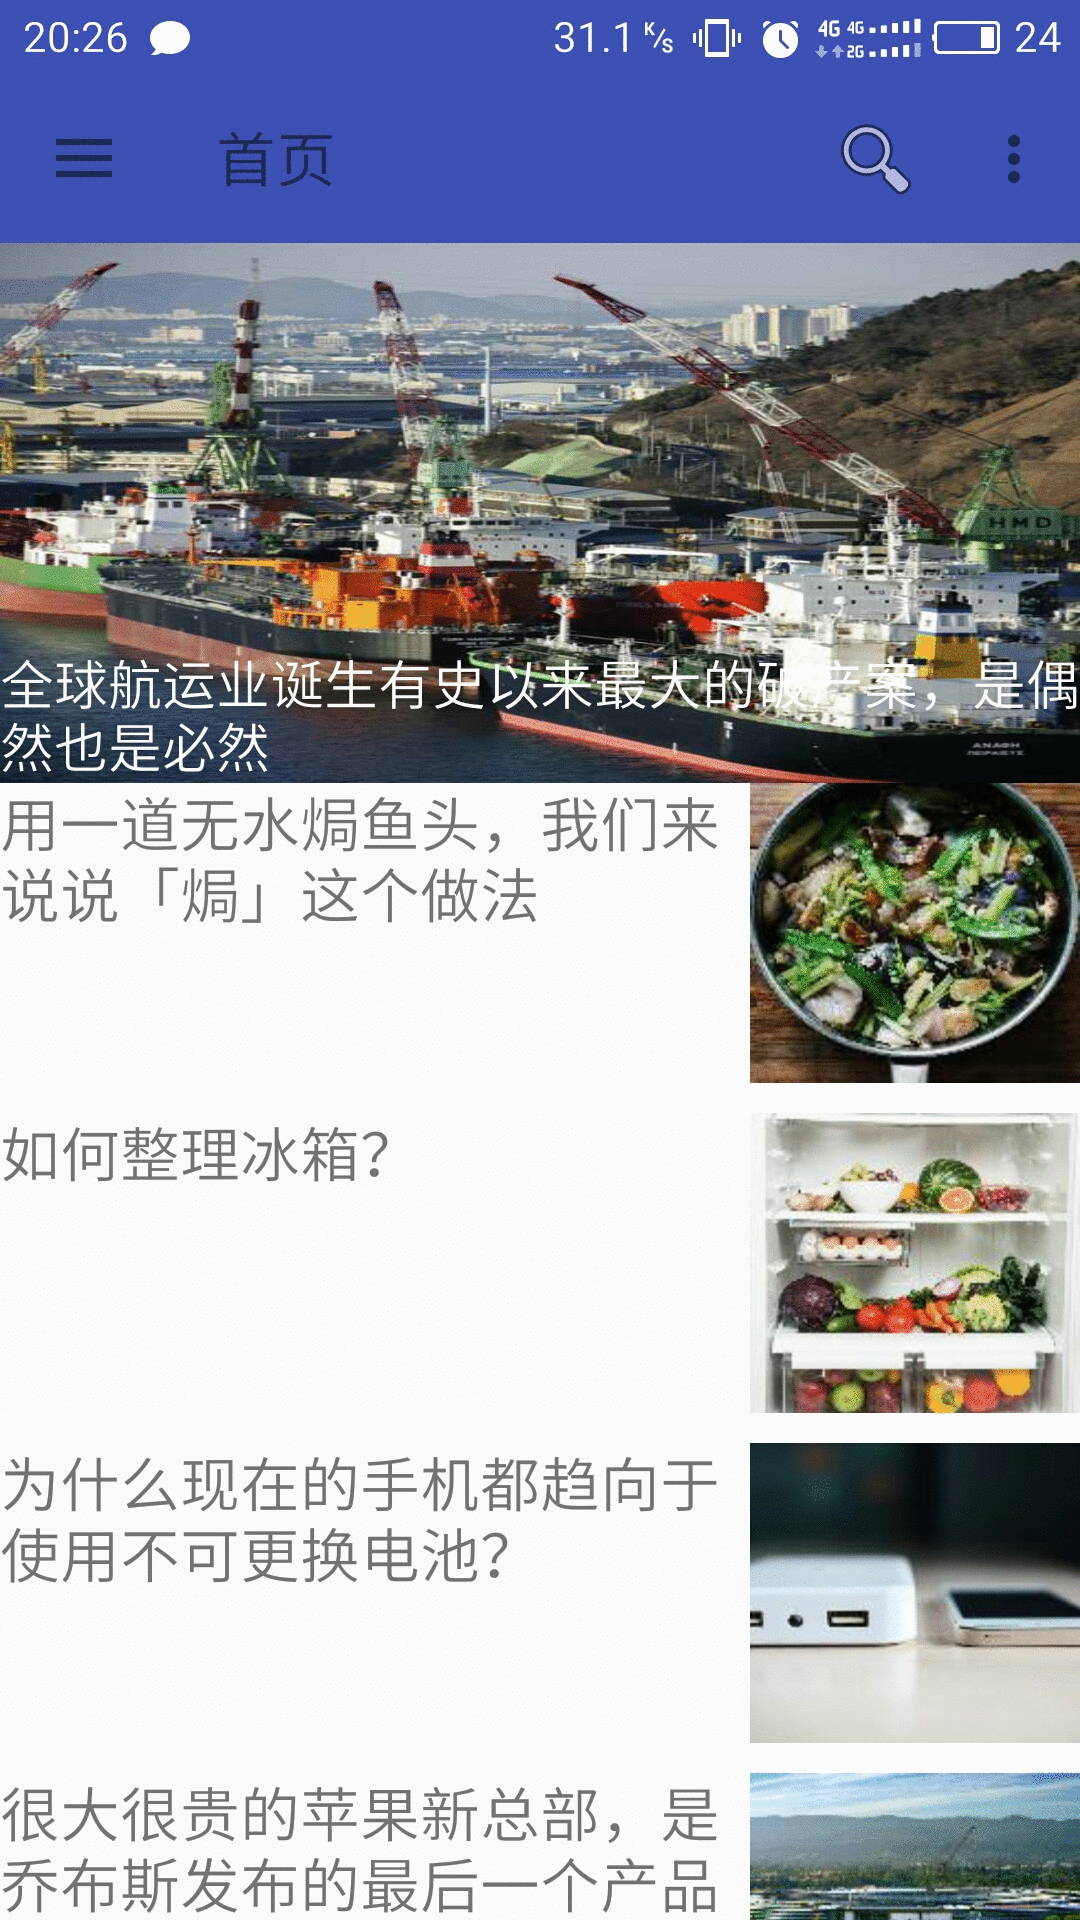 20:26 31.1 K/s 4G 4G 2G 24
首页
HMD
全球航运业诞生有史以来最大的破产案，是偶
然也是必然
用一道无水焗鱼头，我们来
说说「焗」这个做法
如何整理冰箱？
为什么现在的手机都趋向于
使用不可更换电池？
很大很贵的苹果新总部，是
乔布斯发布的最后一个产品